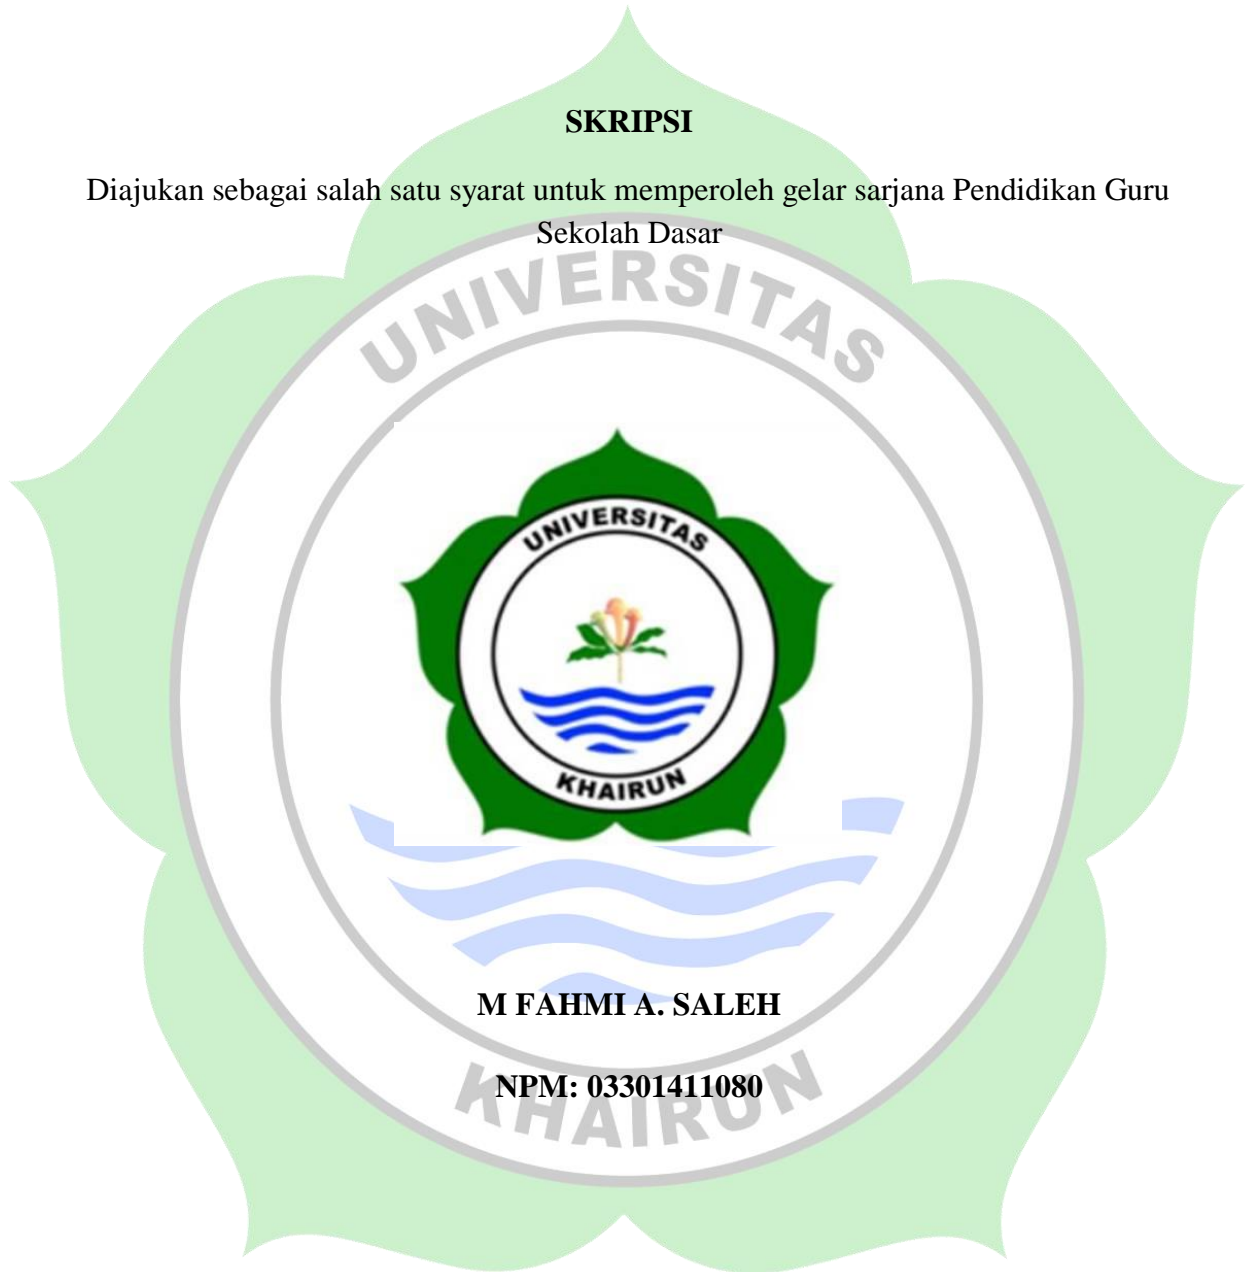 SKRIPSI
Diajukan sebagai salah satu syarat untuk memperoleh gelar sarjana Pendidikan Guru
Sekolah Dasar
UNIVERSITAS
UNIVERSITAS
KHAIRUN
M FAHMI A. SALEH
NPM: 03301411080
KHAIRUN